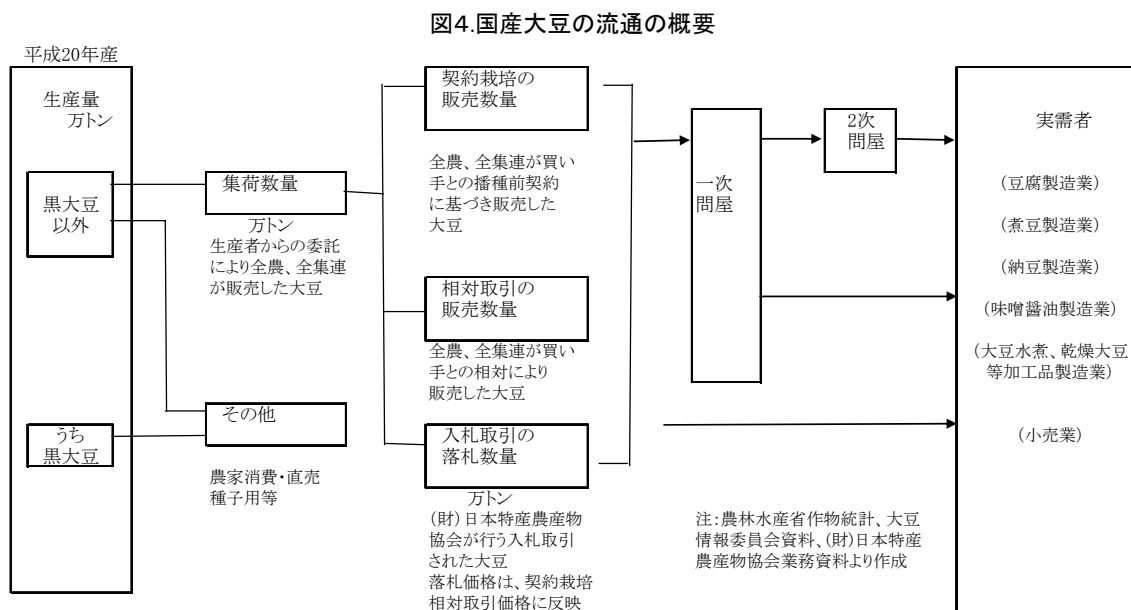 図4.国産大豆の流通の概要
平成20年産
生産量
万トン
黒大豆
以外
うち
黒大豆
集荷数量
万トン
生産者からの委託
により全農、全集連
が販売した大豆
その他
農家消費・直売
種子用等
契約栽培の
販売数量
全農、全集連が買い
手との播種前契約
に基づき販売した
大豆
相対取引の
販売数量
全農、全集連が買い
手との相対により
販売した大豆
入札取引の
落札数量
万トン
(財)日本特産農産物
協会が行う入札取引
された大豆
落札価格は、契約栽培
相対取引価格に反映
一次
問屋
2次
問屋
実需者
(豆腐製造業)
(煮豆製造業)
(納豆製造業)
(味噌醤油製造業)
(大豆水煮、乾燥大豆
等加工品製造業)
(小売業)
注:農林水産省作物統計、大豆
情報委員会資料、(財)日本特産
農産物協会業務資料より作成